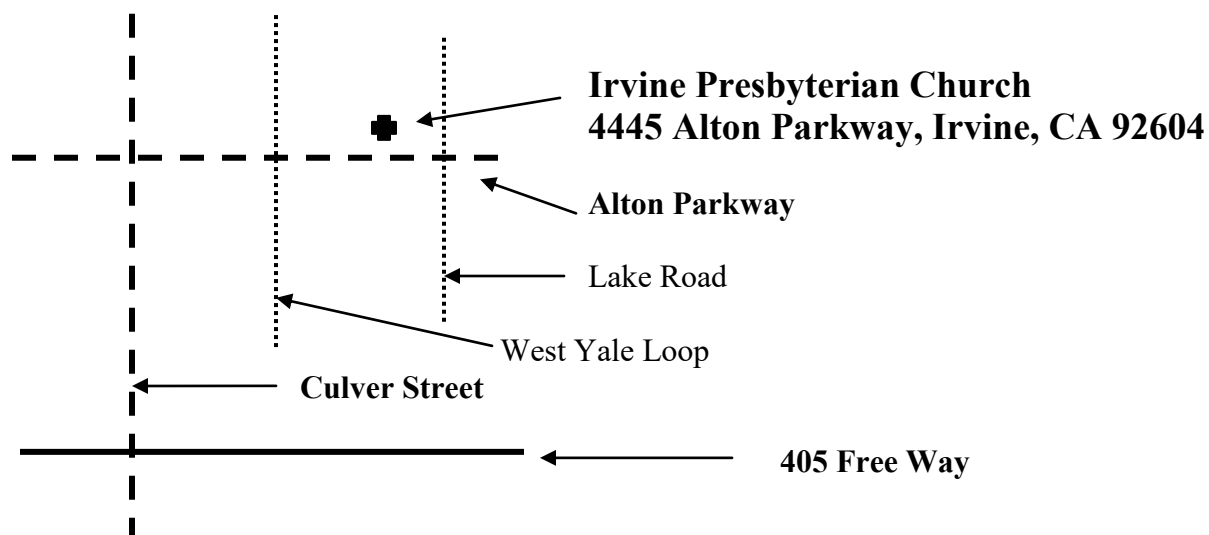 Irvine Presbyterian Church
4445 Alton Parkway, Irvine, CA 92604
Alton Parkway
Lake Road
West Yale Loop
Culver Street
405 Free Way